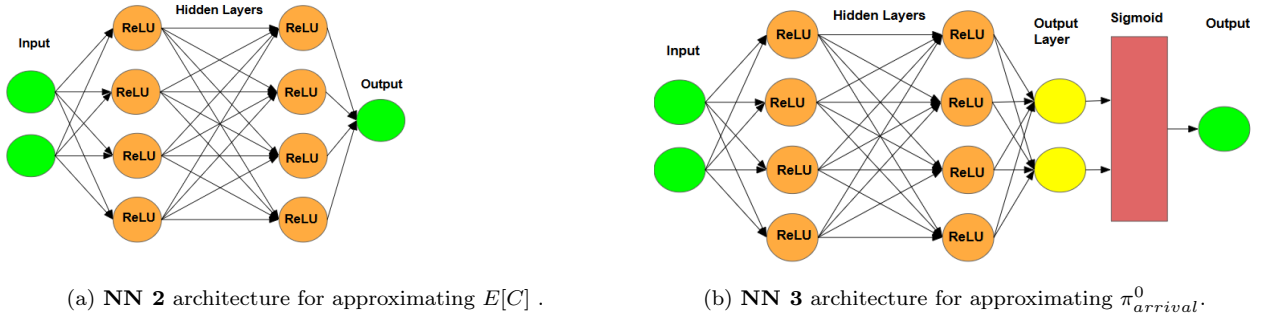 Hidden Layers
Input
ReLU
ReLU
ReLU
ReLU
ReLU
ReLU
ReLU
ReLU
Output
(a) NN 2 architecture for approximating E[C] .
Hidden Layers
Input
ReLU
ReLU
ReLU
ReLU
ReLU
ReLU
ReLU
ReLU
Output
Layer
Sigmoid
Output
(b) NN 3 architecture for approximating π⁰_arrival.